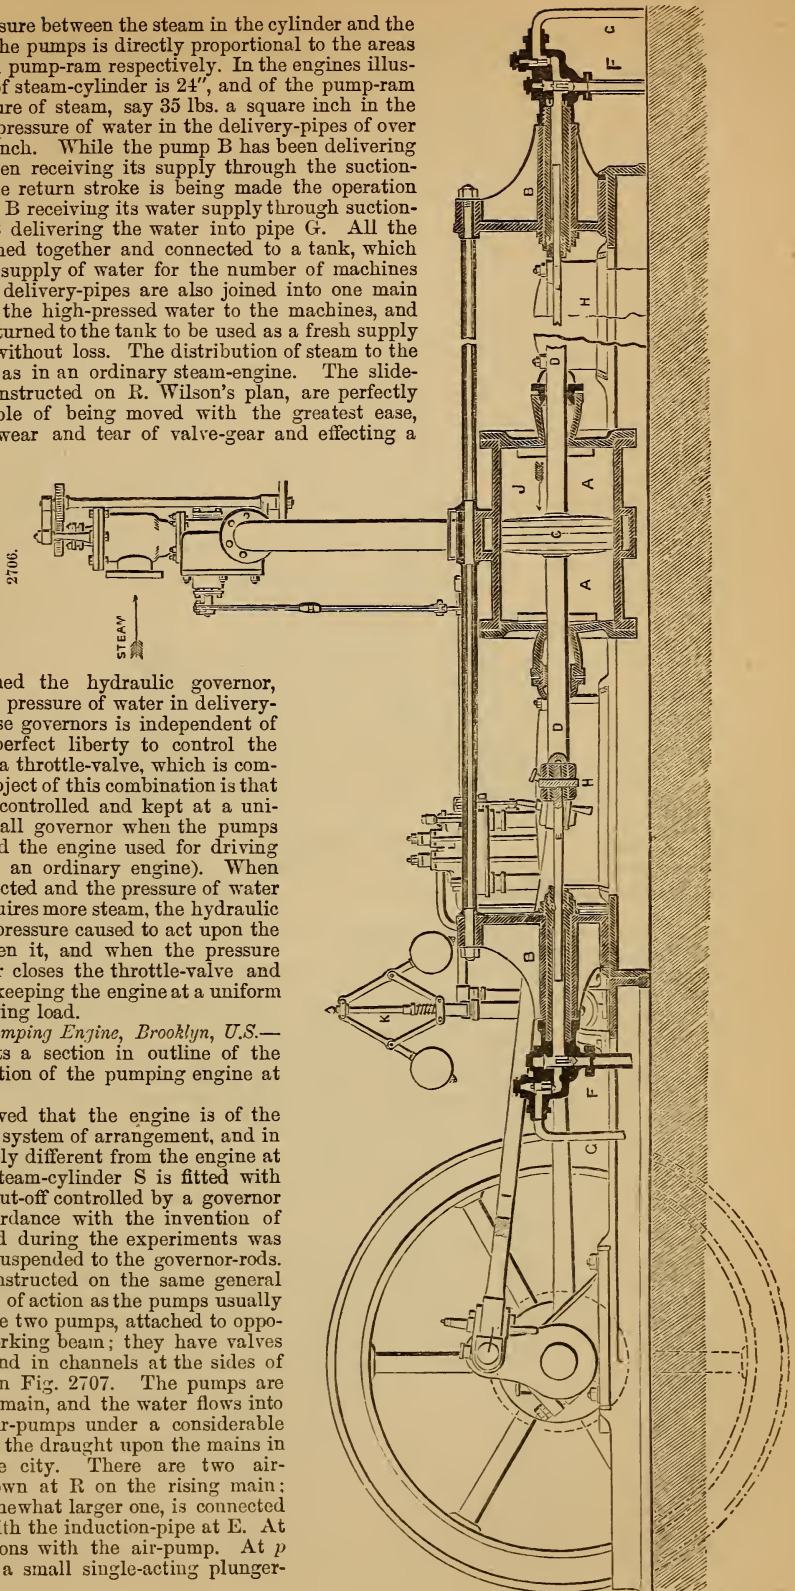 sure between the steam in the cylinder and the
he pumps is directly proportional to the areas
pump-ram respectively. In the engines illus-
f steam-cylinder is 24″, and of the pump-ram
ure of steam, say 35 lbs. a square inch in the
pressure of water in the delivery-pipes of over
nch. While the pump B has been delivering
en receiving its supply through the suction-
e return stroke is being made the operation
B receiving its water supply through suction-
delivering the water into pipe G. All the
ned together and connected to a tank, which
supply of water for the number of machines
delivery-pipes are also joined into one main
the high-pressed water to the machines, and
turned to the tank to be used as a fresh supply
without loss. The distribution of steam to the
as in an ordinary steam-engine. The slide-
nstructed on R. Wilson's plan, are perfectly
ble of being moved with the greatest ease,
wear and tear of valve-gear and effecting a
2706.
STEAM
ned the hydraulic governor,
pressure of water in delivery-
se governors is independent of
perfect liberty to control the
a throttle-valve, which is com-
bject of this combination is that
controlled and kept at a uni-
all governor when the pumps
d the engine used for driving
an ordinary engine). When
cted and the pressure of water
uires more steam, the hydraulic
pressure caused to act upon the
en it, and when the pressure
r closes the throttle-valve and
keeping the engine at a uniform
ing load.
umping Engine, Brooklyn, U.S.—
ts a section in outline of the
tion of the pumping engine at
ved that the engine is of the
system of arrangement, and in
ly different from the engine at
team-cylinder S is fitted with
ut-off controlled by a governor
rdance with the invention of
d during the experiments was
uspended to the governor-rods.
nstructed on the same general
of action as the pumps usually
e two pumps, attached to oppo-
rking beam; they have valves
nd in channels at the sides of
n Fig. 2707. The pumps are
main, and the water flows into
ir-pumps under a considerable
the draught upon the mains in
e city. There are two air-
wn at R on the rising main;
mewhat larger one, is connected
ith the induction-pipe at E. At
ons with the air-pump. At p
a small single-acting plunger-
G
F
B
H
D
J
A
C
A
D
H
E
B
K
F
G
I